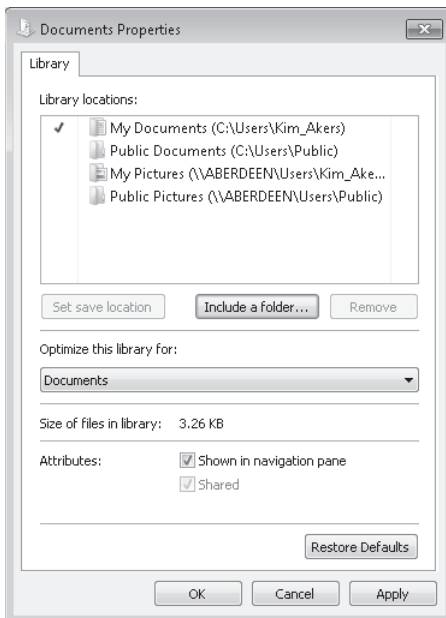 Documents Properties
Library
Library locations:
My Documents (C:\Users\Kim_Akers)
Public Documents (C:\Users\Public)
My Pictures (\\ABERDEEN\Users\Kim_Ake...
Public Pictures (\\ABERDEEN\Users\Public)
Set save location Include a folder... Remove
Optimize this library for:
Documents
Size of files in library: 3.26 KB
Attributes: Shown in navigation pane
Shared
Restore Defaults
OK Cancel Apply